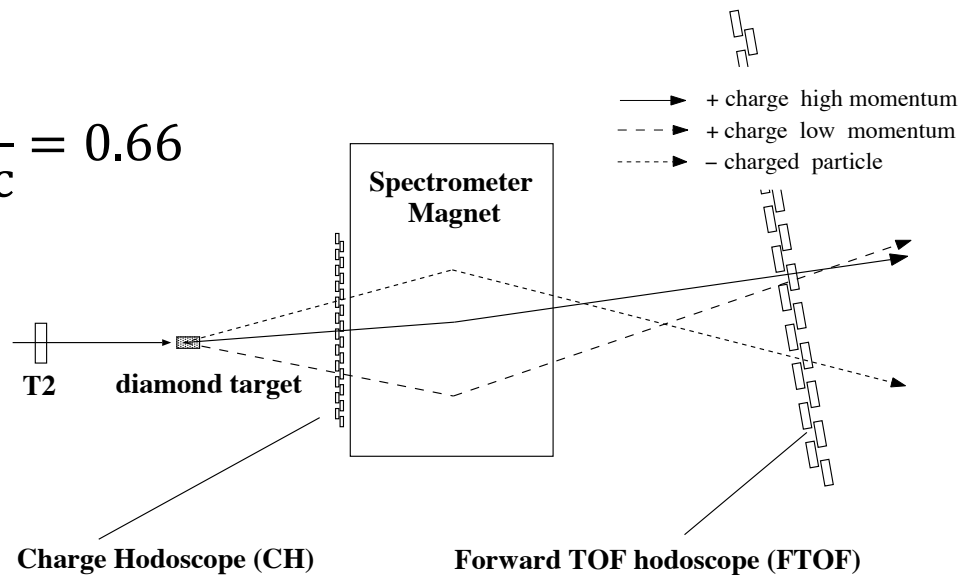 c = 0.66
+ charge high momentum
+ charge low momentum
− charged particle
Spectrometer
Magnet
T2
diamond target
Charge Hodoscope (CH)
Forward TOF hodoscope (FTOF)